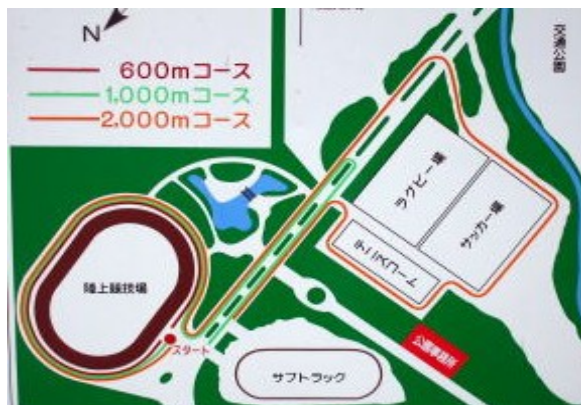 N
600mコース
1,000mコース
2,000mコース
交通公園
ラグビー場
サッカー場
テニスコート
陸上競技場
スタート
サブトラック
公園事務所